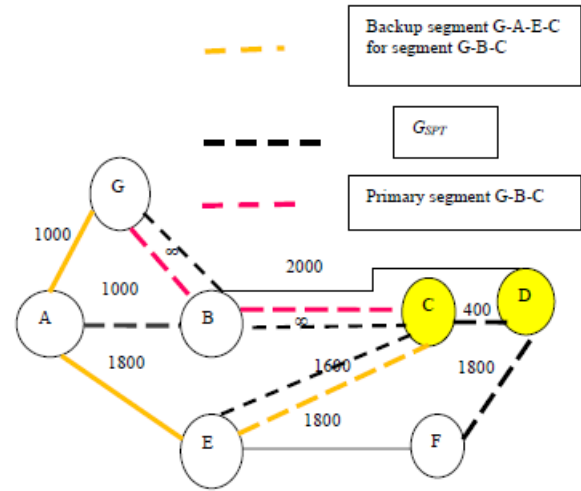 Backup segment G-A-E-C
for segment G-B-C
GSPT
Primary segment G-B-C
G
1000
∞
2000
1000
A
B
∞
C
400
D
1800
1600
1800
1800
E
F